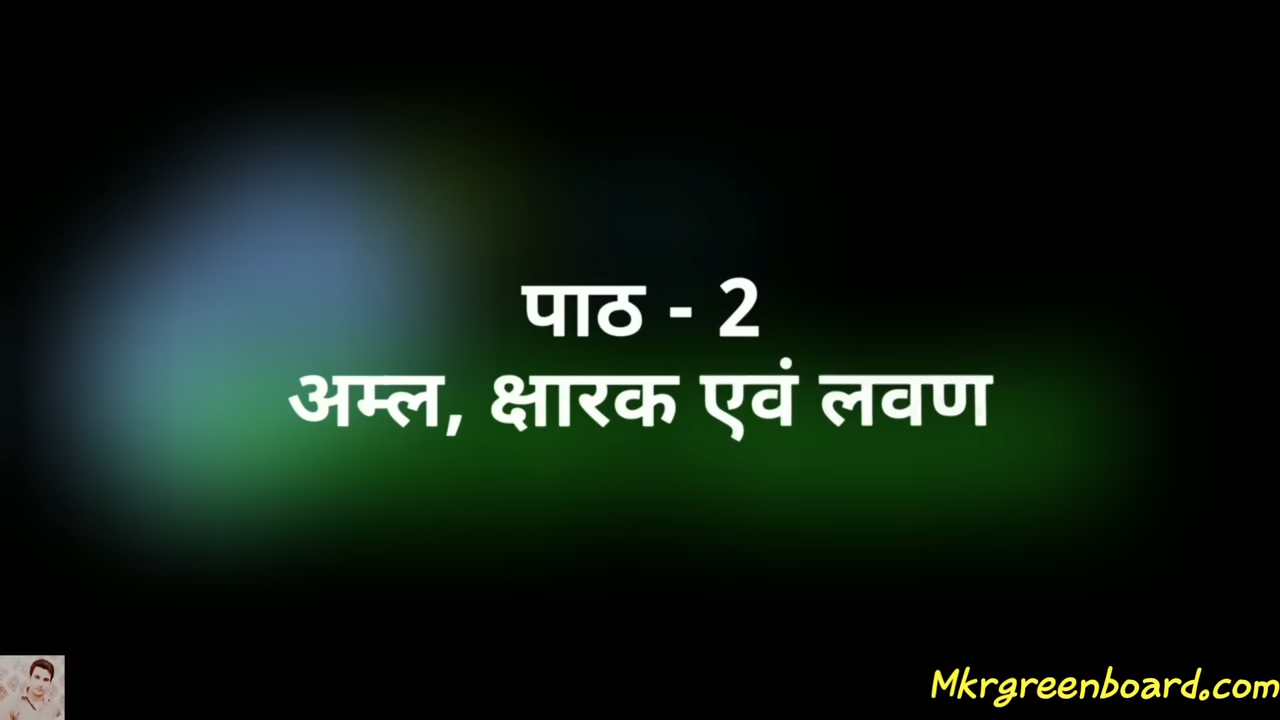 पाठ - 2
अम्ल, क्षारक एवं लवण
Mkrgreenboard.com